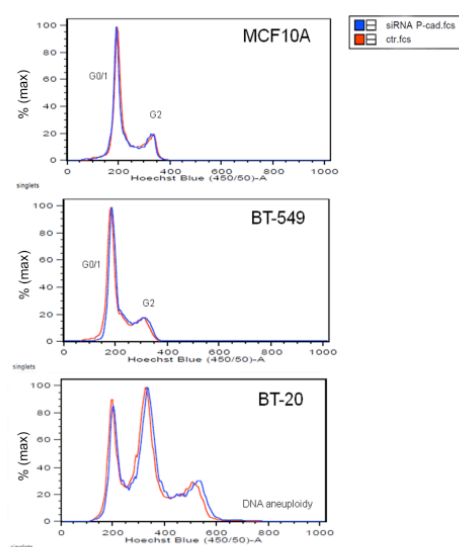 siRNA P-cad.fcs
ctr.fcs
MCF10A
G0/1
G2
% (max)
100
80
60
40
20
0
0 200 400 600 800 1000
Hoechst Blue (450/50)-A
singlets
BT-549
G0/1
G2
% (max)
100
80
60
40
20
0
0 200 400 600 800 1000
Hoechst Blue (450/50)-A
singlets
BT-20
DNA aneuploidy
% (max)
100
80
60
40
20
0
0 200 400 600 800 1000
Hoechst Blue (450/50)-A